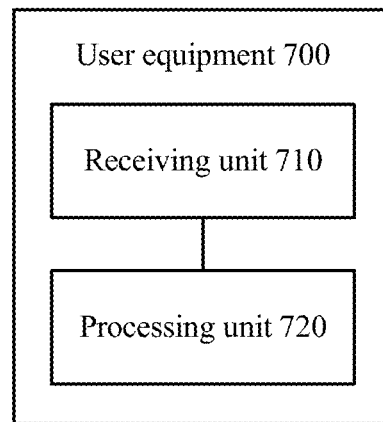 User equipment 700
Receiving unit 710
Processing unit 720